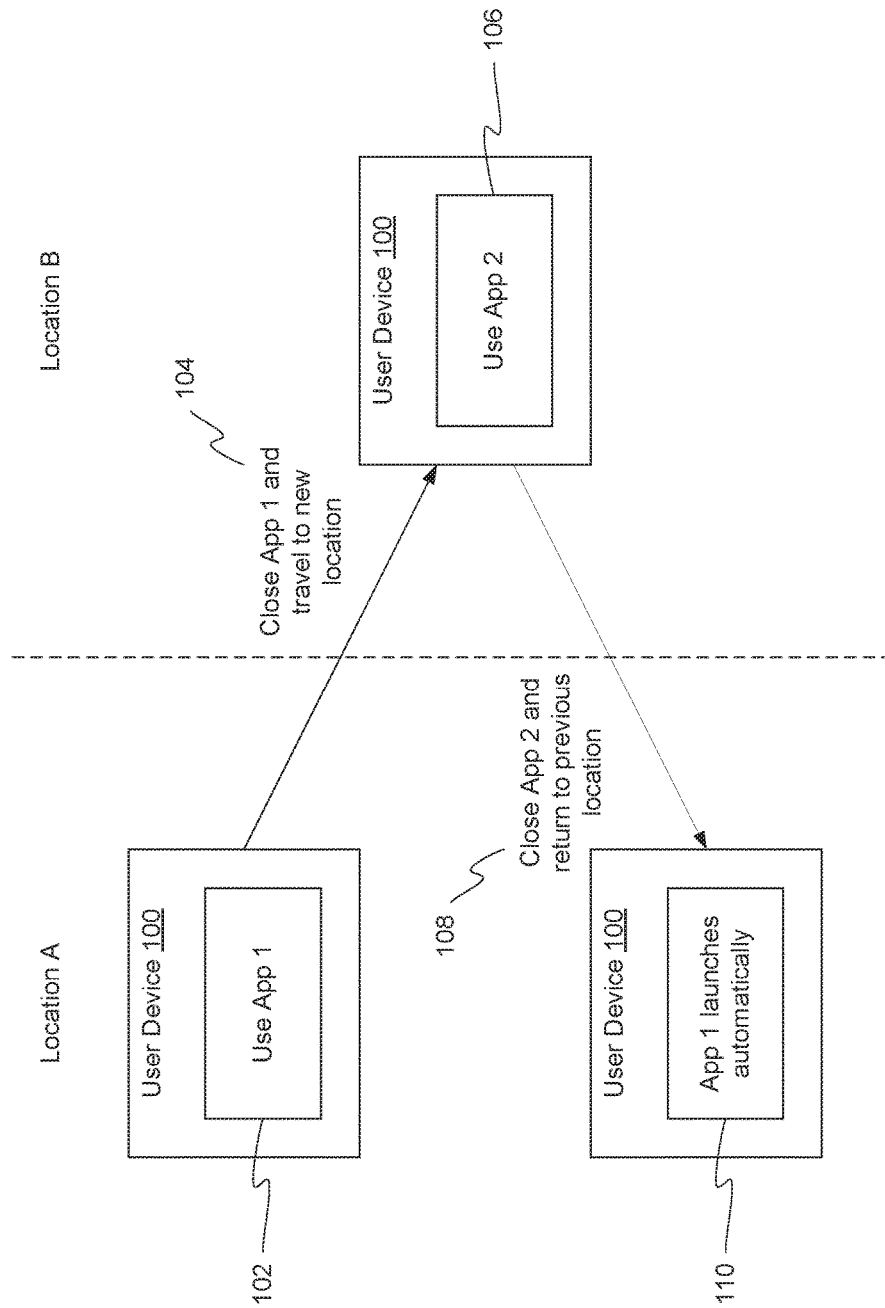 Location A
Location B
User Device 100
Use App 1
102
104
Close App 1 and
travel to new
location
User Device 100
Use App 2
106
108
Close App 2 and
return to previous
location
User Device 100
App 1 launches
automatically
110